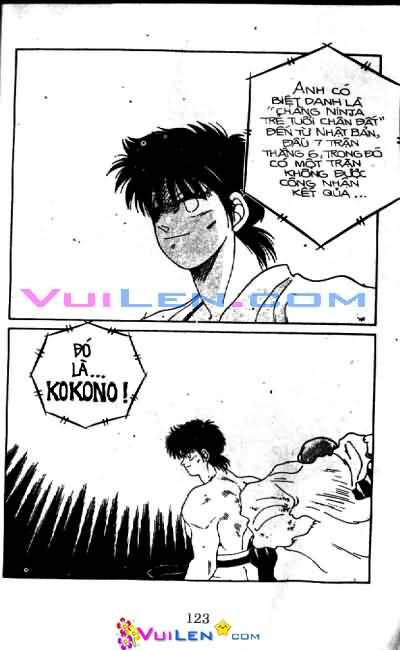 ANH CÓ
BIỆT DANH LÀ
"CHÀNG NINJA
TRẺ TUỔI CHÂN ĐẤT"
ĐẾN TỪ NHẬT BẢN,
ĐẤU 7 TRẬN
THẮNG 6, TRONG ĐÓ
CÓ MỘT TRẬN
KHÔNG ĐƯỢC
CÔNG NHẬN
KẾT QỦA...
VUILEN.COM
ĐÓ
LÀ...
KOKONO!
123
VUILEN.COM